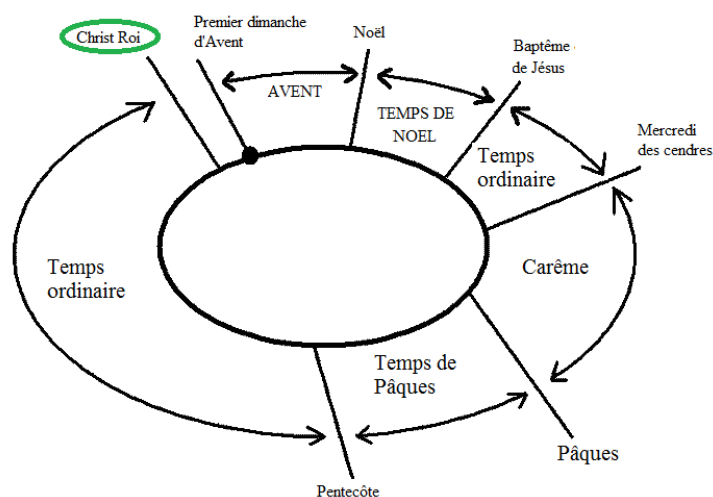 Christ Roi
Premier dimanche
d'Avent
Noël
Baptême
de Jésus
AVENT
TEMPS DE
NOEL
Mercredi
des cendres
Temps
ordinaire
Carême
Temps
ordinaire
Temps de
Pâques
Pâques
Pentecôte